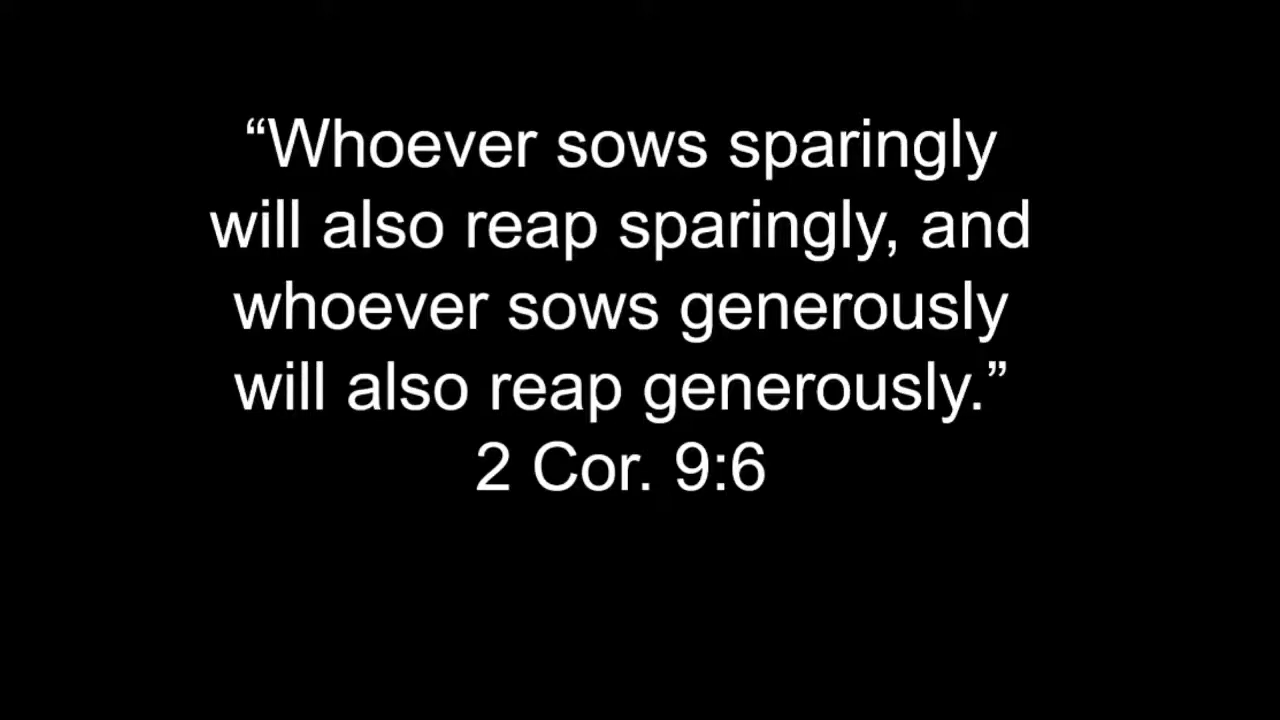 “Whoever sows sparingly
will also reap sparingly, and
whoever sows generously
will also reap generously.”
2 Cor. 9:6